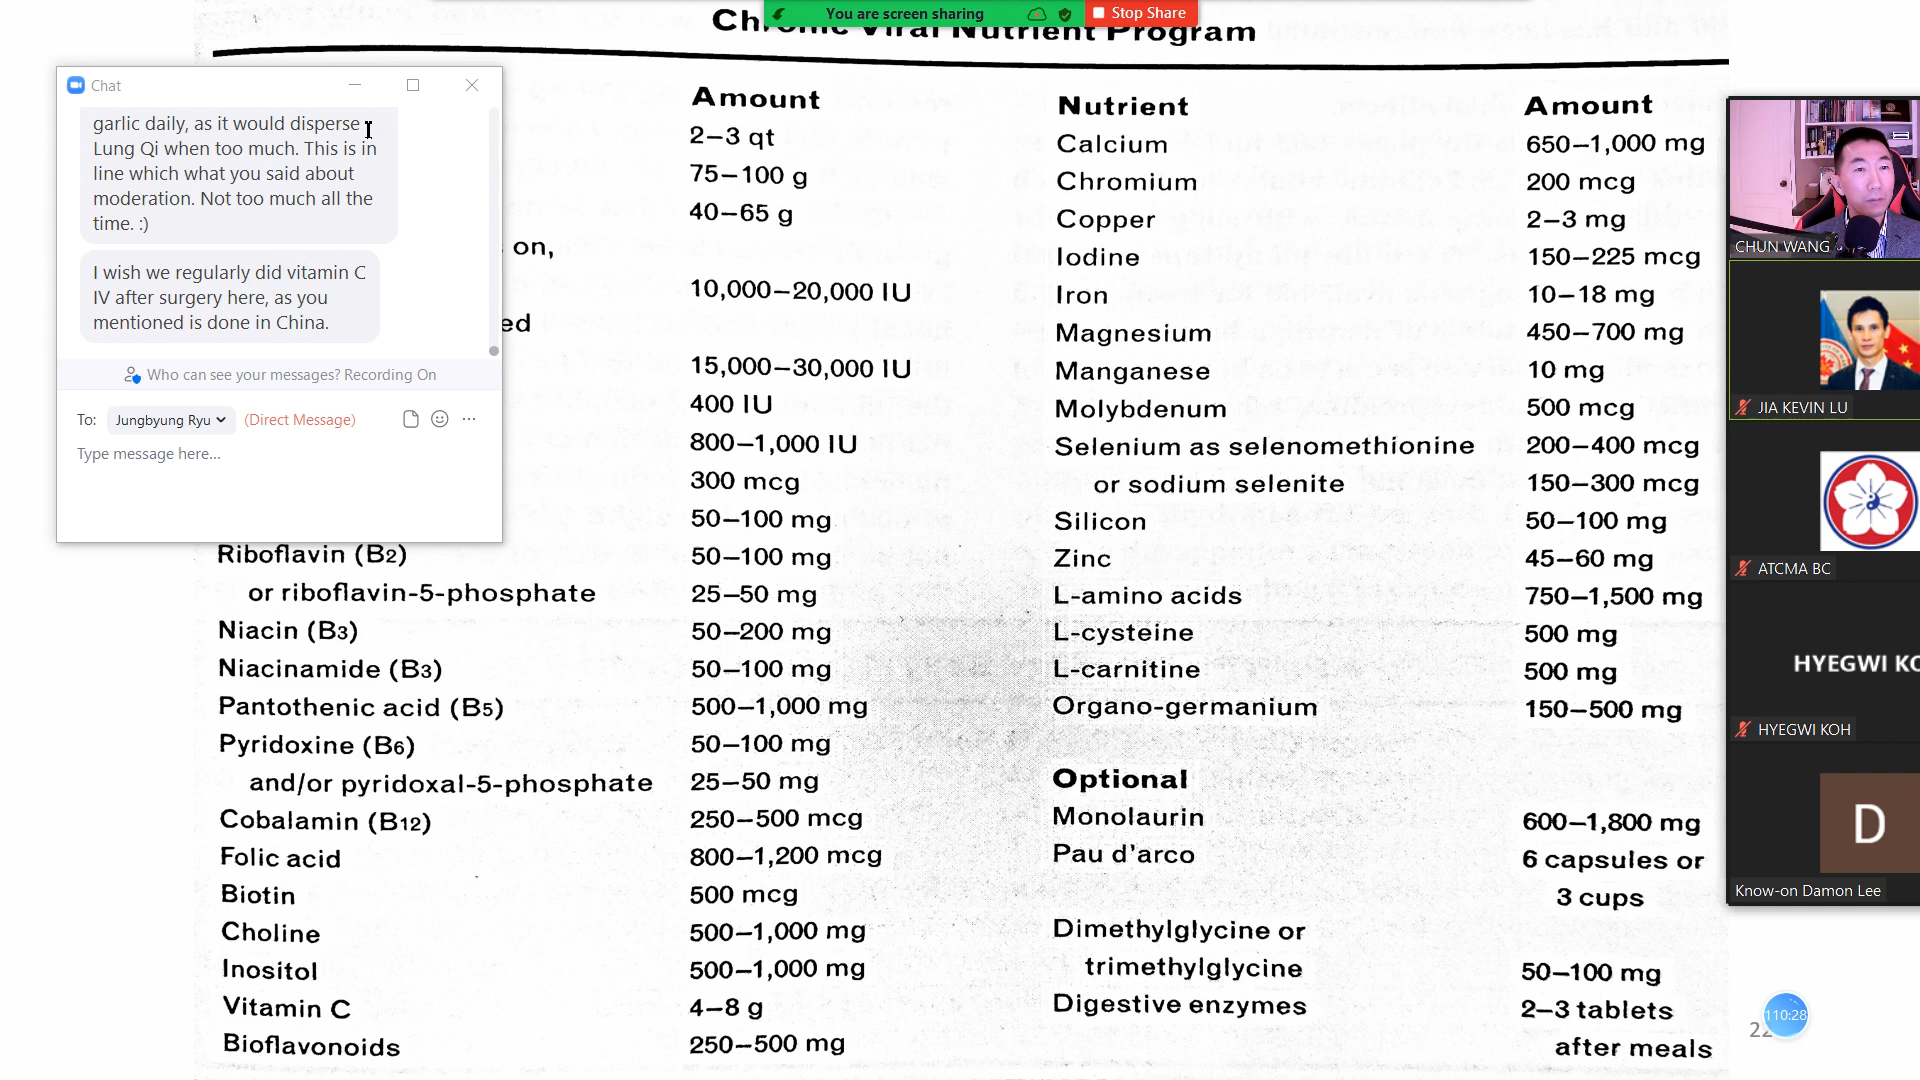 You are screen sharing
Stop Share
Chronic Viral Nutrient Program
Chat
garlic daily, as it would disperse
Lung Qi when too much. This is in
line which what you said about
moderation. Not too much all the
time. :)
I wish we regularly did vitamin C
IV after surgery here, as you
mentioned is done in China.
Who can see your messages? Recording On
To: Jungbyung Ryu (Direct Message)
Type message here...
Amount
2–3 qt
75–100 g
40–65 g
on,
10,000–20,000 IU
ed
15,000–30,000 IU
400 IU
800–1,000 IU
300 mcg
50–100 mg
Riboflavin (B2) 50–100 mg
or riboflavin-5-phosphate 25–50 mg
Niacin (B3) 50–200 mg
Niacinamide (B3) 50–100 mg
Pantothenic acid (B5) 500–1,000 mg
Pyridoxine (B6) 50–100 mg
and/or pyridoxal-5-phosphate 25–50 mg
Cobalamin (B12) 250–500 mcg
Folic acid 800–1,200 mcg
Biotin 500 mcg
Choline 500–1,000 mg
Inositol 500–1,000 mg
Vitamin C 4–8 g
Bioflavonoids 250–500 mg
Nutrient Amount
Calcium 650–1,000 mg
Chromium 200 mcg
Copper 2–3 mg
Iodine 150–225 mcg
Iron 10–18 mg
Magnesium 450–700 mg
Manganese 10 mg
Molybdenum 500 mcg
Selenium as selenomethionine 200–400 mcg
or sodium selenite 150–300 mcg
Silicon 50–100 mg
Zinc 45–60 mg
L-amino acids 750–1,500 mg
L-cysteine 500 mg
L-carnitine 500 mg
Organo-germanium 150–500 mg
Optional
Monolaurin 600–1,800 mg
Pau d'arco 6 capsules or
3 cups
Dimethylglycine or
trimethylglycine 50–100 mg
Digestive enzymes 2–3 tablets
after meals
CHUN WANG
JIA KEVIN LU
ATCMA BC
HYEGWI KO
HYEGWI KOH
D
Know-on Damon Lee
110:28